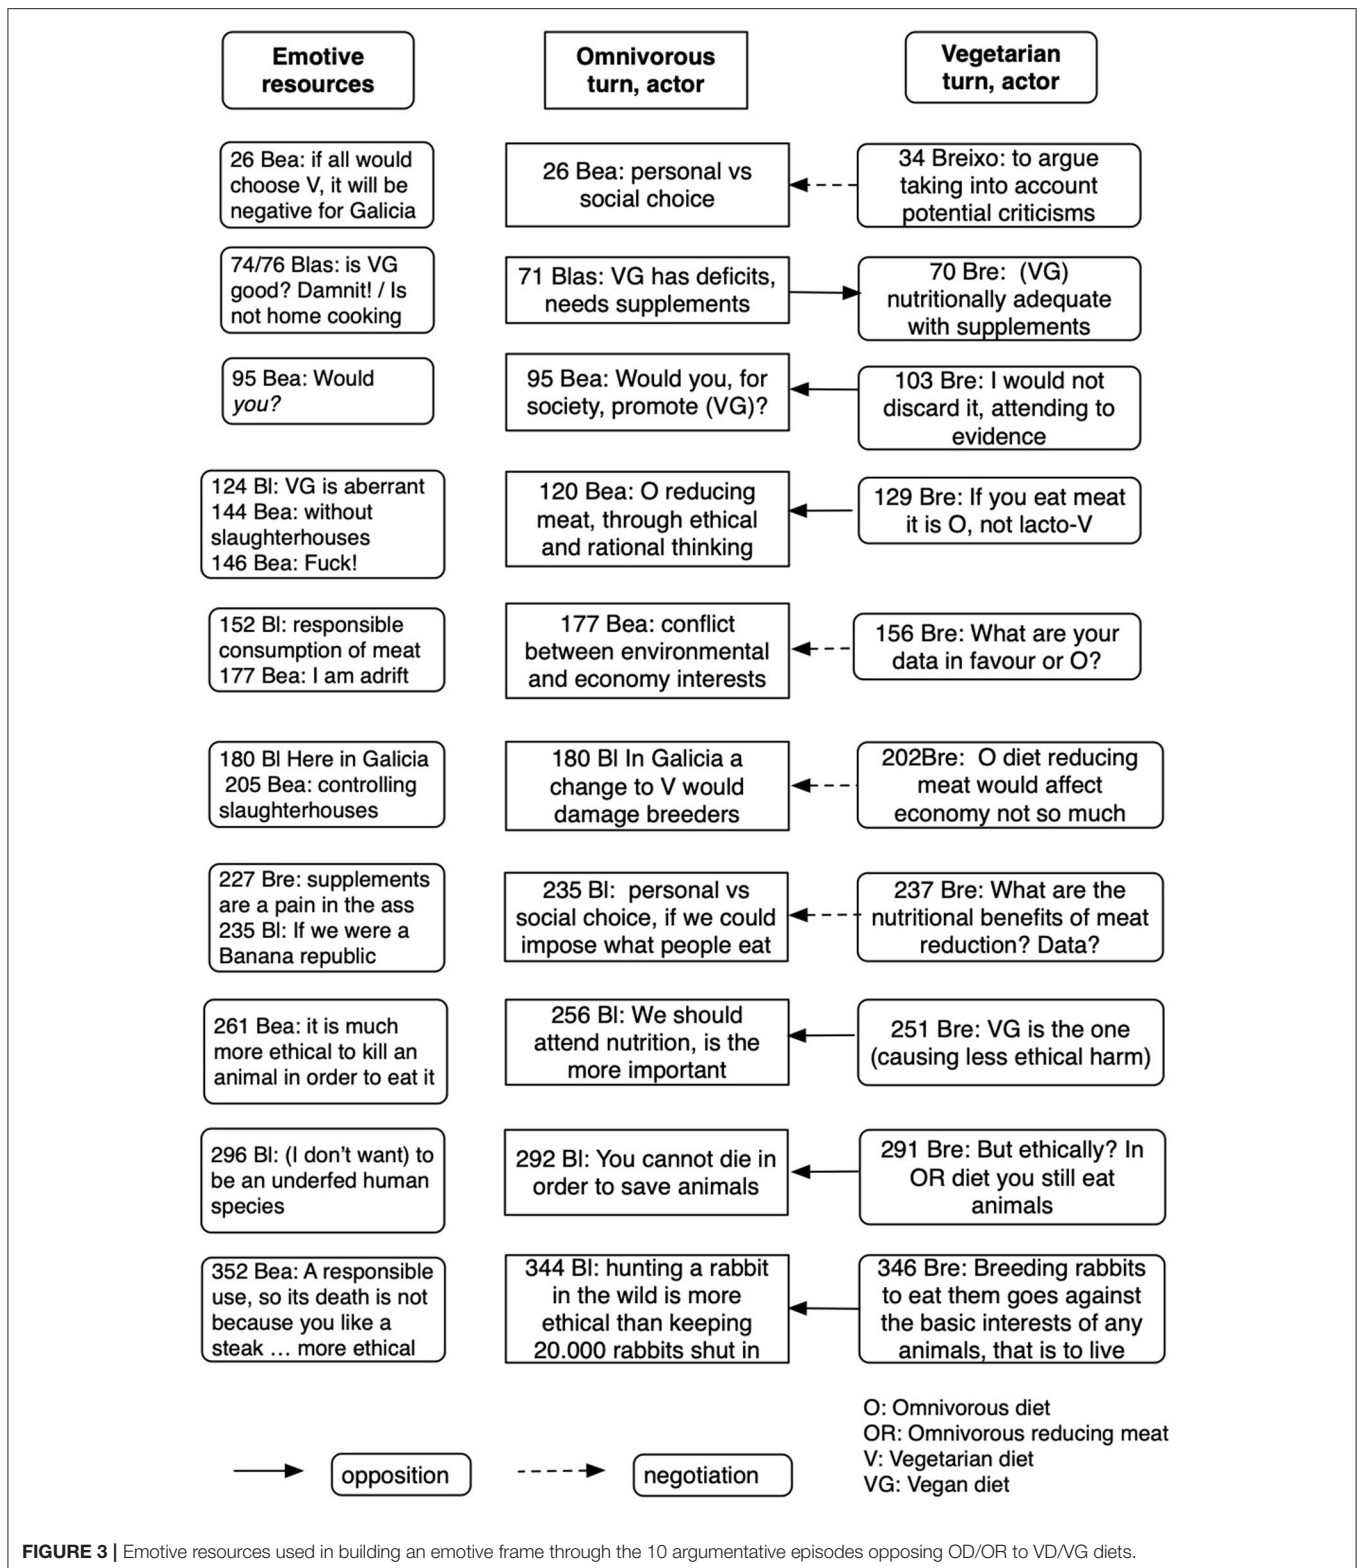 Emotive
resources
Omnivorous
turn, actor
Vegetarian
turn, actor
26 Bea: if all would
choose V, it will be
negative for Galicia
26 Bea: personal vs
social choice
34 Breixo: to argue
taking into account
potential criticisms
74/76 Blas: is VG
good? Damnit! / Is
not home cooking
71 Blas: VG has deficits,
needs supplements
70 Bre: (VG)
nutritionally adequate
with supplements
95 Bea: Would
you?
95 Bea: Would you, for
society, promote (VG)?
103 Bre: I would not
discard it, attending to
evidence
124 Bl: VG is aberrant
144 Bea: without
slaughterhouses
146 Bea: Fuck!
120 Bea: O reducing
meat, through ethical
and rational thinking
129 Bre: If you eat meat
it is O, not lacto-V
152 Bl: responsible
consumption of meat
177 Bea: I am adrift
177 Bea: conflict
between environmental
and economy interests
156 Bre: What are your
data in favour or O?
180 Bl Here in Galicia
205 Bea: controlling
slaughterhouses
180 Bl In Galicia a
change to V would
damage breeders
202Bre: O diet reducing
meat would affect
economy not so much
227 Bre: supplements
are a pain in the ass
235 Bl: If we were a
Banana republic
235 Bl: personal vs
social choice, if we could
impose what people eat
237 Bre: What are the
nutritional benefits of meat
reduction? Data?
261 Bea: it is much
more ethical to kill an
animal in order to eat it
256 Bl: We should
attend nutrition, is the
more important
251 Bre: VG is the one
(causing less ethical harm)
296 Bl: (I don't want) to
be an underfed human
species
292 Bl: You cannot die in
order to save animals
291 Bre: But ethically? In
OR diet you still eat
animals
352 Bea: A responsible
use, so its death is not
because you like a
steak ... more ethical
344 Bl: hunting a rabbit
in the wild is more
ethical than keeping
20.000 rabbits shut in
346 Bre: Breeding rabbits
to eat them goes against
the basic interests of any
animals, that is to live
O: Omnivorous diet
OR: Omnivorous reducing meat
V: Vegetarian diet
VG: Vegan diet
opposition
negotiation
FIGURE 3 | Emotive resources used in building an emotive frame through the 10 argumentative episodes opposing OD/OR to VD/VG diets.